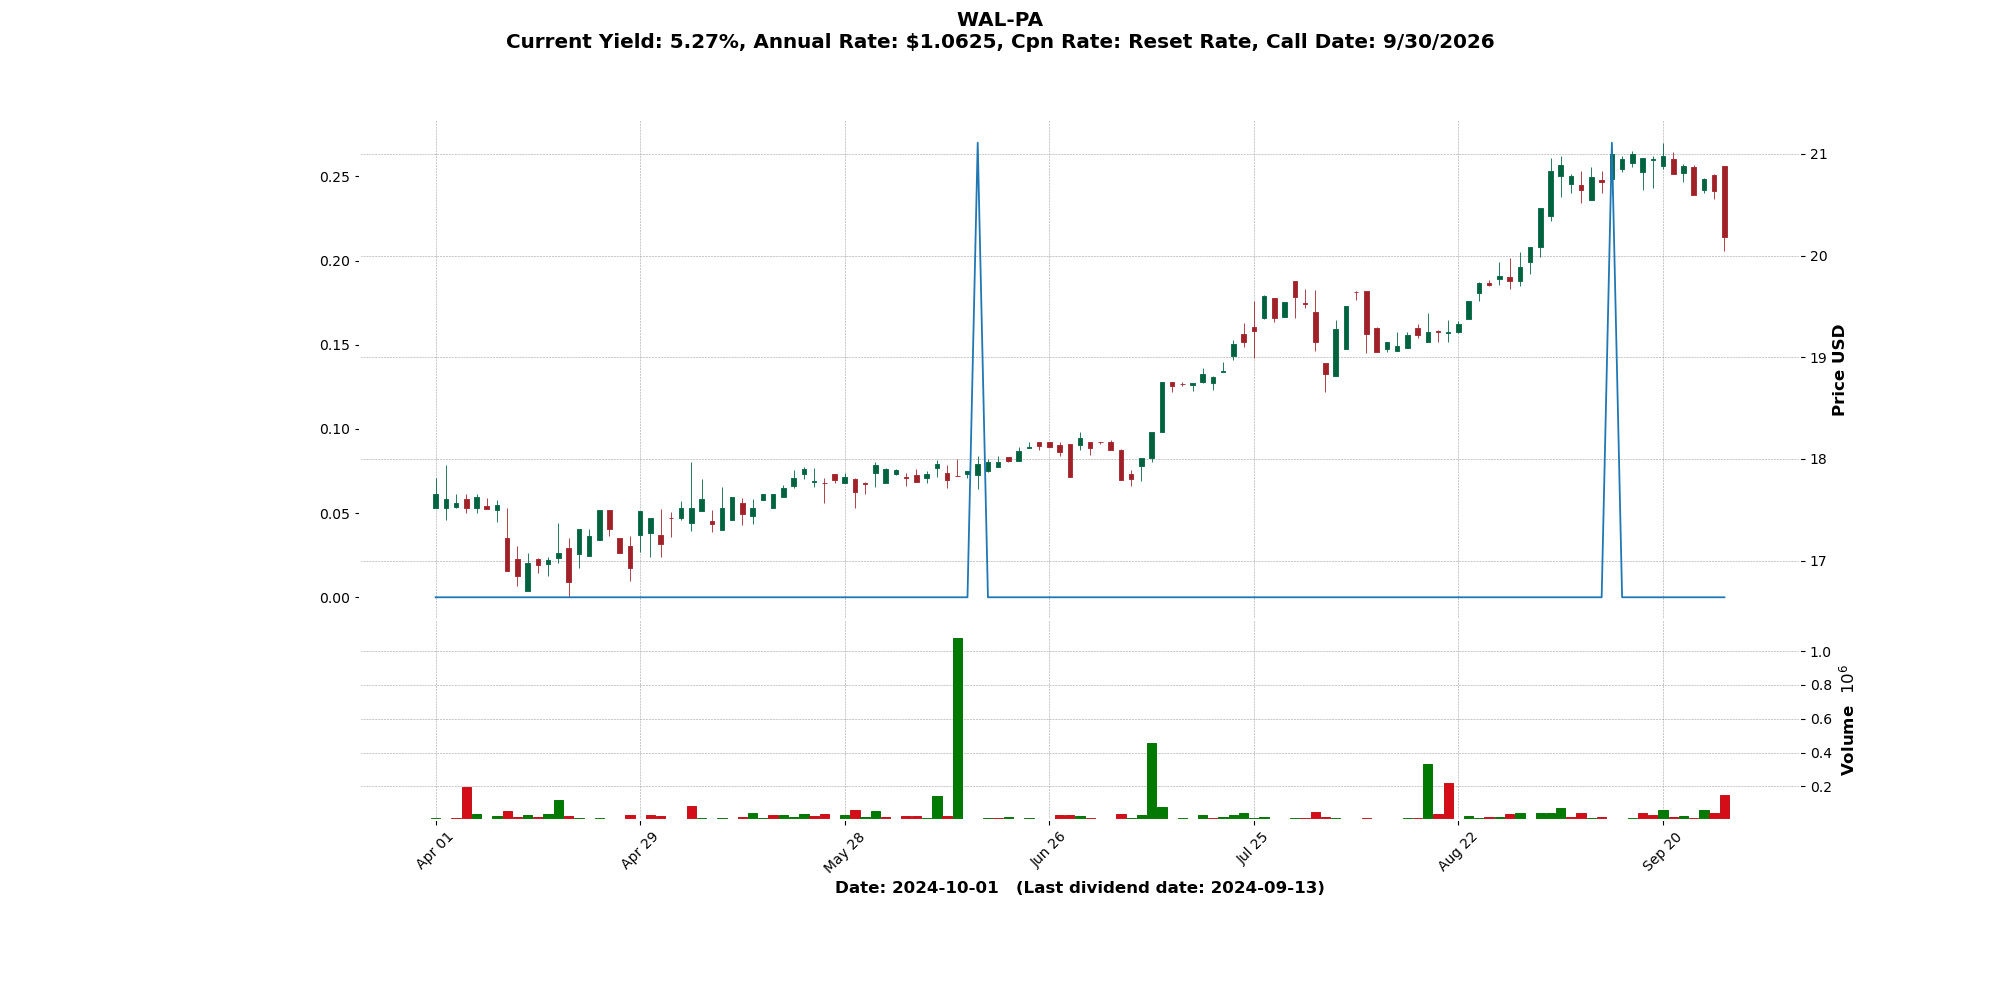 WAL-PA
Current Yield: 5.27%, Annual Rate: $1.0625, Cpn Rate: Reset Rate, Call Date: 9/30/2026
0.25
0.20
0.15
0.10
0.05
0.00
21
20
19
18
17
Price USD
1.0
0.8
0.6
0.4
0.2
Volume 10^6
Apr 01
Apr 29
May 28
Jun 26
Jul 25
Aug 22
Sep 20
Date: 2024-10-01 (Last dividend date: 2024-09-13)